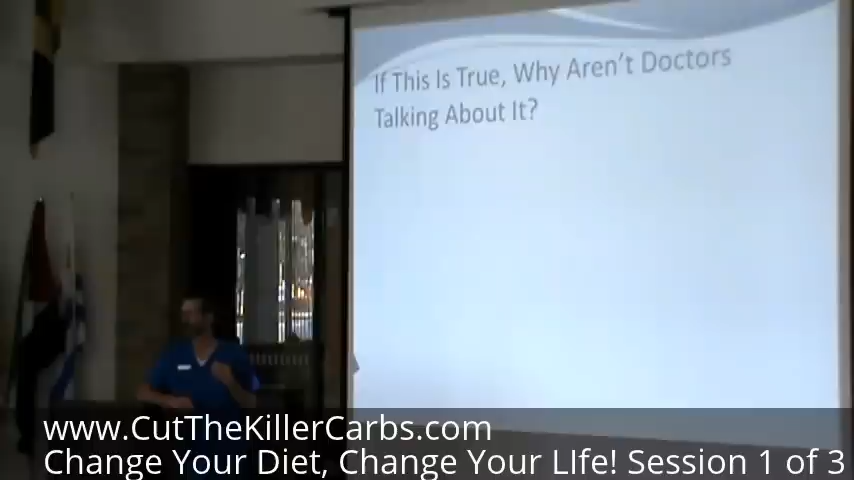 If This Is True, Why Aren't Doctors
Talking About It?
www.CutTheKillerCarbs.com
Change Your Diet, Change Your LIfe! Session 1 of 3